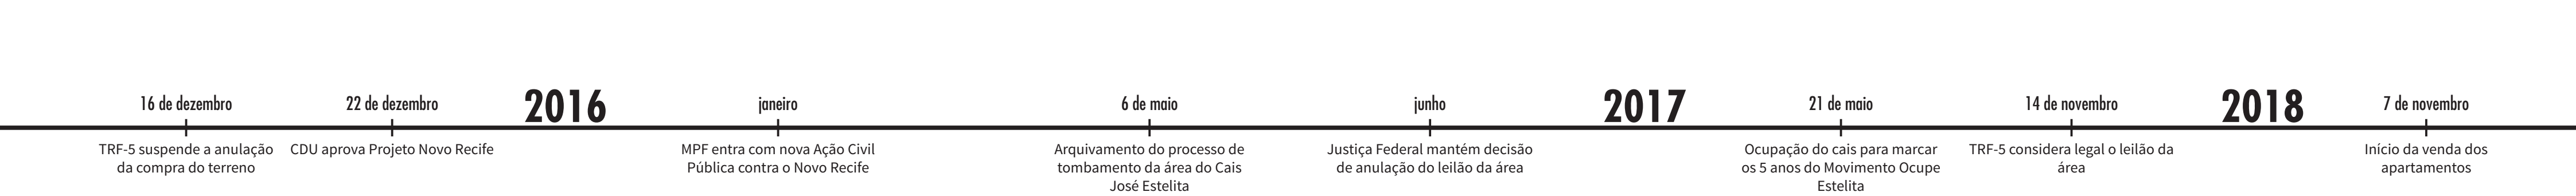 16 de dezembro
TRF-5 suspende a anulação
da compra do terreno
22 de dezembro
CDU aprova Projeto Novo Recife
2016
janeiro
MPF entra com nova Ação Civil
Pública contra o Novo Recife
6 de maio
Arquivamento do processo de
tombamento da área do Cais
José Estelita
junho
Justiça Federal mantém decisão
de anulação do leilão da área
2017
21 de maio
Ocupação do cais para marcar
os 5 anos do Movimento Ocupe
Estelita
14 de novembro
TRF-5 considera legal o leilão da
área
2018
7 de novembro
Início da venda dos
apartamentos